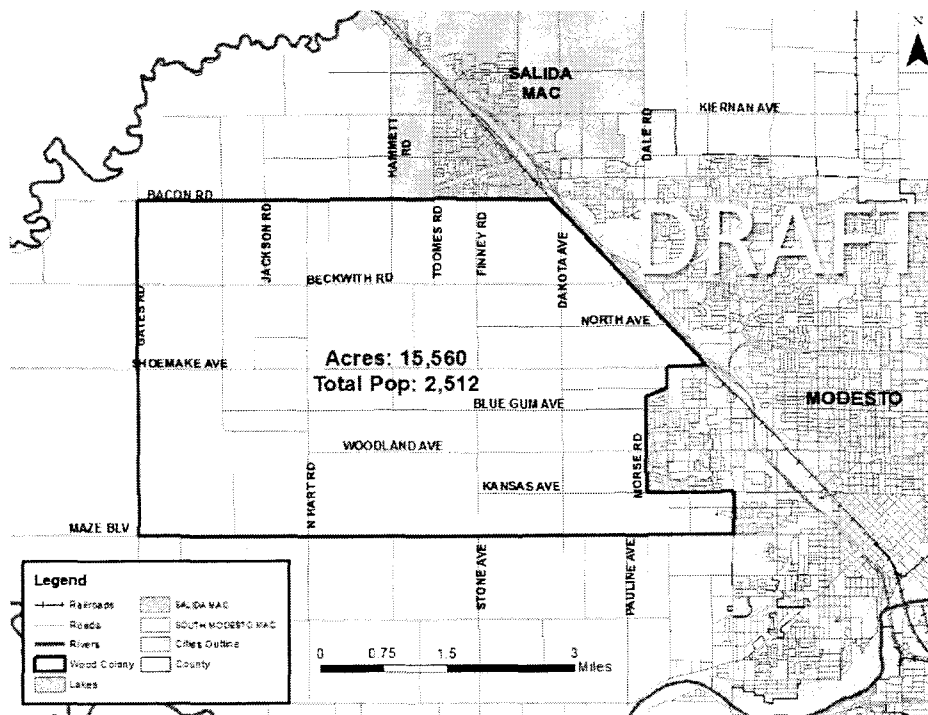 N
SALIDA
MAC
KIERNAN AVE
DALE RD
HAMMETT
RD
BACON RD
DRAFT
JACKSON RD
TOOMES RD
FINNEY RD
DAKOTA AVE
BECKWITH RD
GATES RD
NORTH AVE
SHOEMAKE AVE
Acres: 15,560
Total Pop: 2,512
BLUE GUM AVE
MODESTO
WOODLAND AVE
N HART RD
KANSAS AVE
MORSE RD
MAZE BLV
STONE AVE
PAULINE AVE
Legend
Railroads
Roads
Rivers
Wood Colony
Lakes
SALIDA MAC
SOUTH MODESTO MAC
Cities Outline
County
0 0.75 1.5 3
Miles